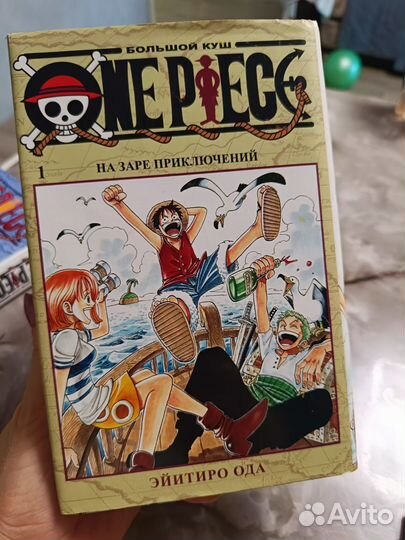 БОЛЬШОЙ КУШ
ONE PIECE
1
НА ЗАРЕ ПРИКЛЮЧЕНИЙ
ЭЙИТИРО ОДА
Avito